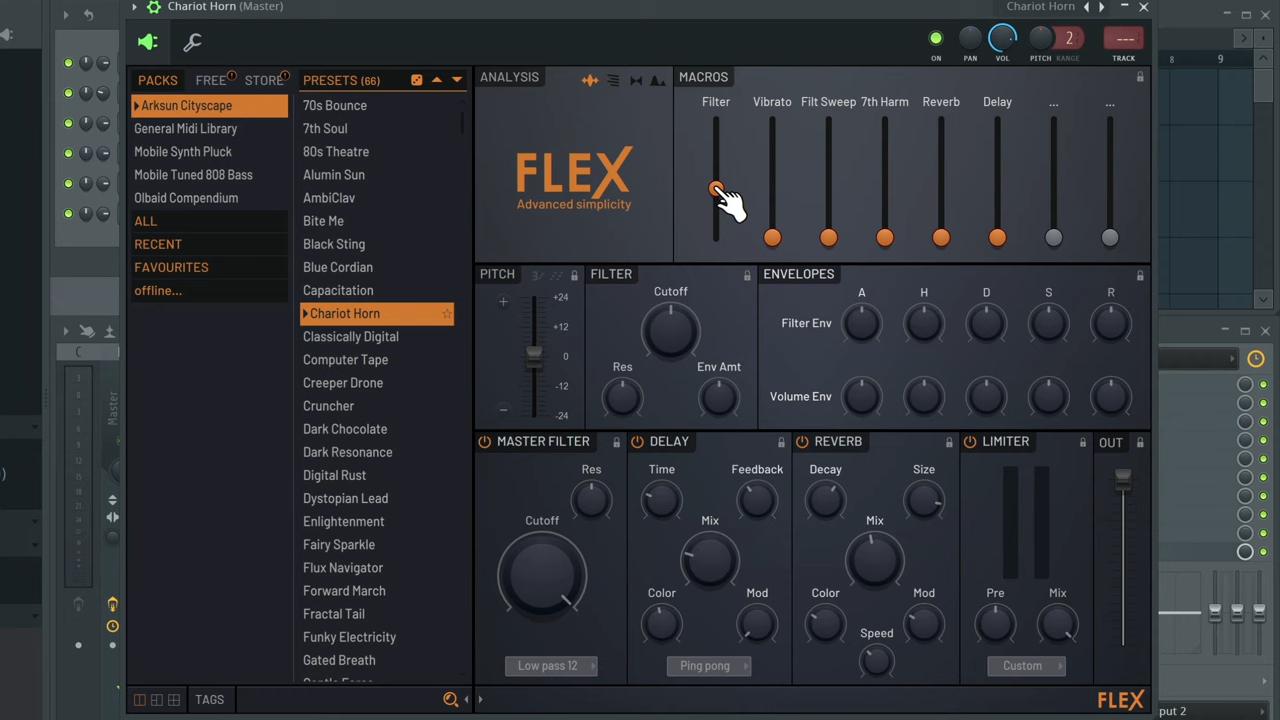 Chariot Horn (Master)
Chariot Horn
ON
PAN
VOL
PITCH
2
RANGE
---
TRACK
8
9
PACKS
FREE
STORE
PRESETS (66)
Arksun Cityscape
General Midi Library
Mobile Synth Pluck
Mobile Tuned 808 Bass
Olbaid Compendium
ALL
RECENT
FAVOURITES
offline...
70s Bounce
7th Soul
80s Theatre
Alumin Sun
AmbiClav
Bite Me
Black Sting
Blue Cordian
Capacitation
Chariot Horn
Classically Digital
Computer Tape
Creeper Drone
Cruncher
Dark Chocolate
Dark Resonance
Digital Rust
Dystopian Lead
Enlightenment
Fairy Sparkle
Flux Navigator
Forward March
Fractal Tail
Funky Electricity
Gated Breath
TAGS
ANALYSIS
FLEX
Advanced simplicity
MACROS
Filter
Vibrato
Filt Sweep
7th Harm
Reverb
Delay
...
...
PITCH
+24
+12
0
-12
-24
FILTER
Cutoff
Res
Env Amt
ENVELOPES
A
H
D
S
R
Filter Env
Volume Env
MASTER FILTER
Res
Cutoff
Low pass 12
DELAY
Time
Feedback
Mix
Color
Mod
Ping pong
REVERB
Decay
Size
Mix
Color
Mod
Speed
LIMITER
Pre
Mix
Custom
OUT
FLEX
C
Master
put 2